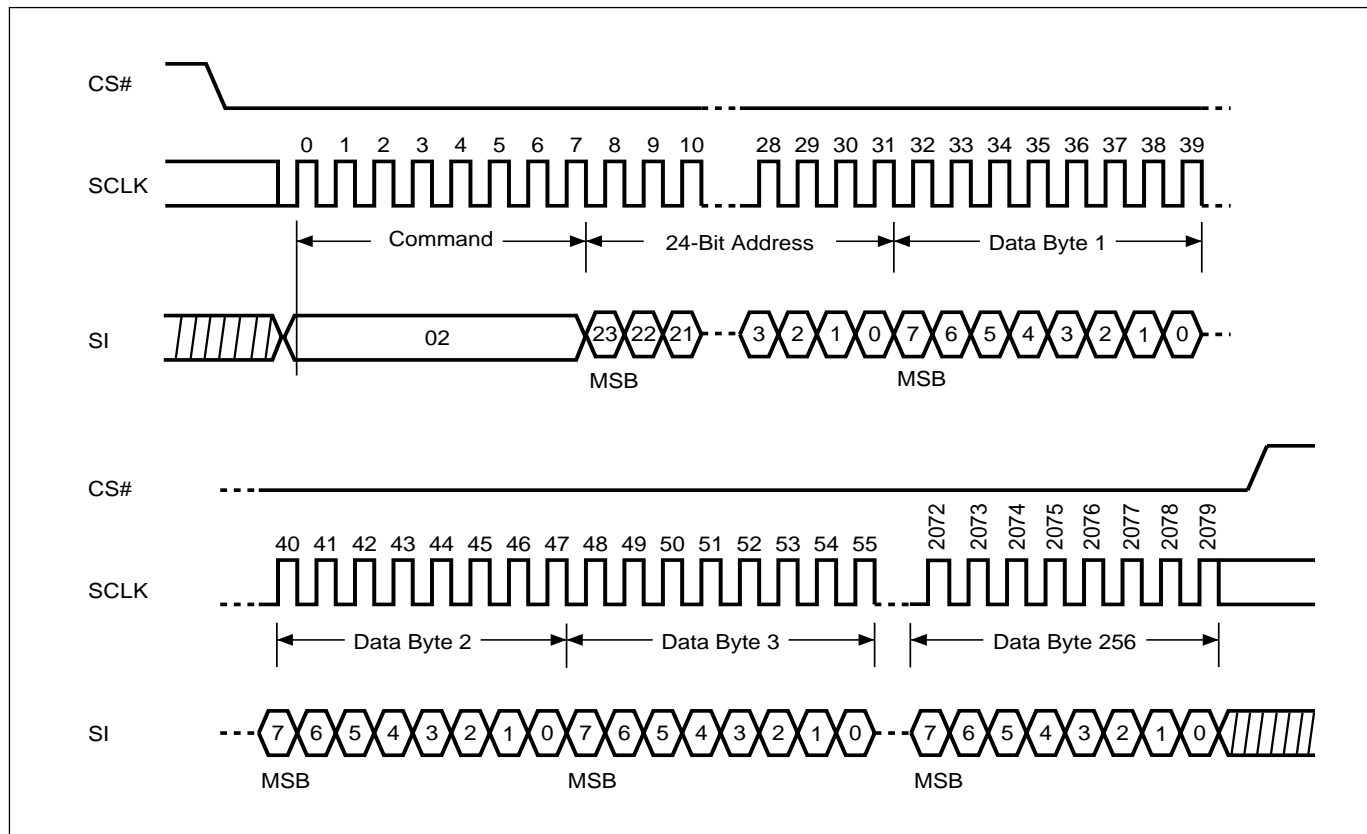 CS#
0 1 2 3 4 5 6 7 8 9 10 28 29 30 31 32 33 34 35 36 37 38 39
SCLK
Command 24-Bit Address Data Byte 1
SI 02 23 22 21 3 2 1 0 7 6 5 4 3 2 1 0
MSB MSB
CS#
2072 2073 2074 2075 2076 2077 2078 2079
40 41 42 43 44 45 46 47 48 49 50 51 52 53 54 55
SCLK
Data Byte 2 Data Byte 3 Data Byte 256
SI 7 6 5 4 3 2 1 0 7 6 5 4 3 2 1 0 7 6 5 4 3 2 1 0
MSB MSB MSB